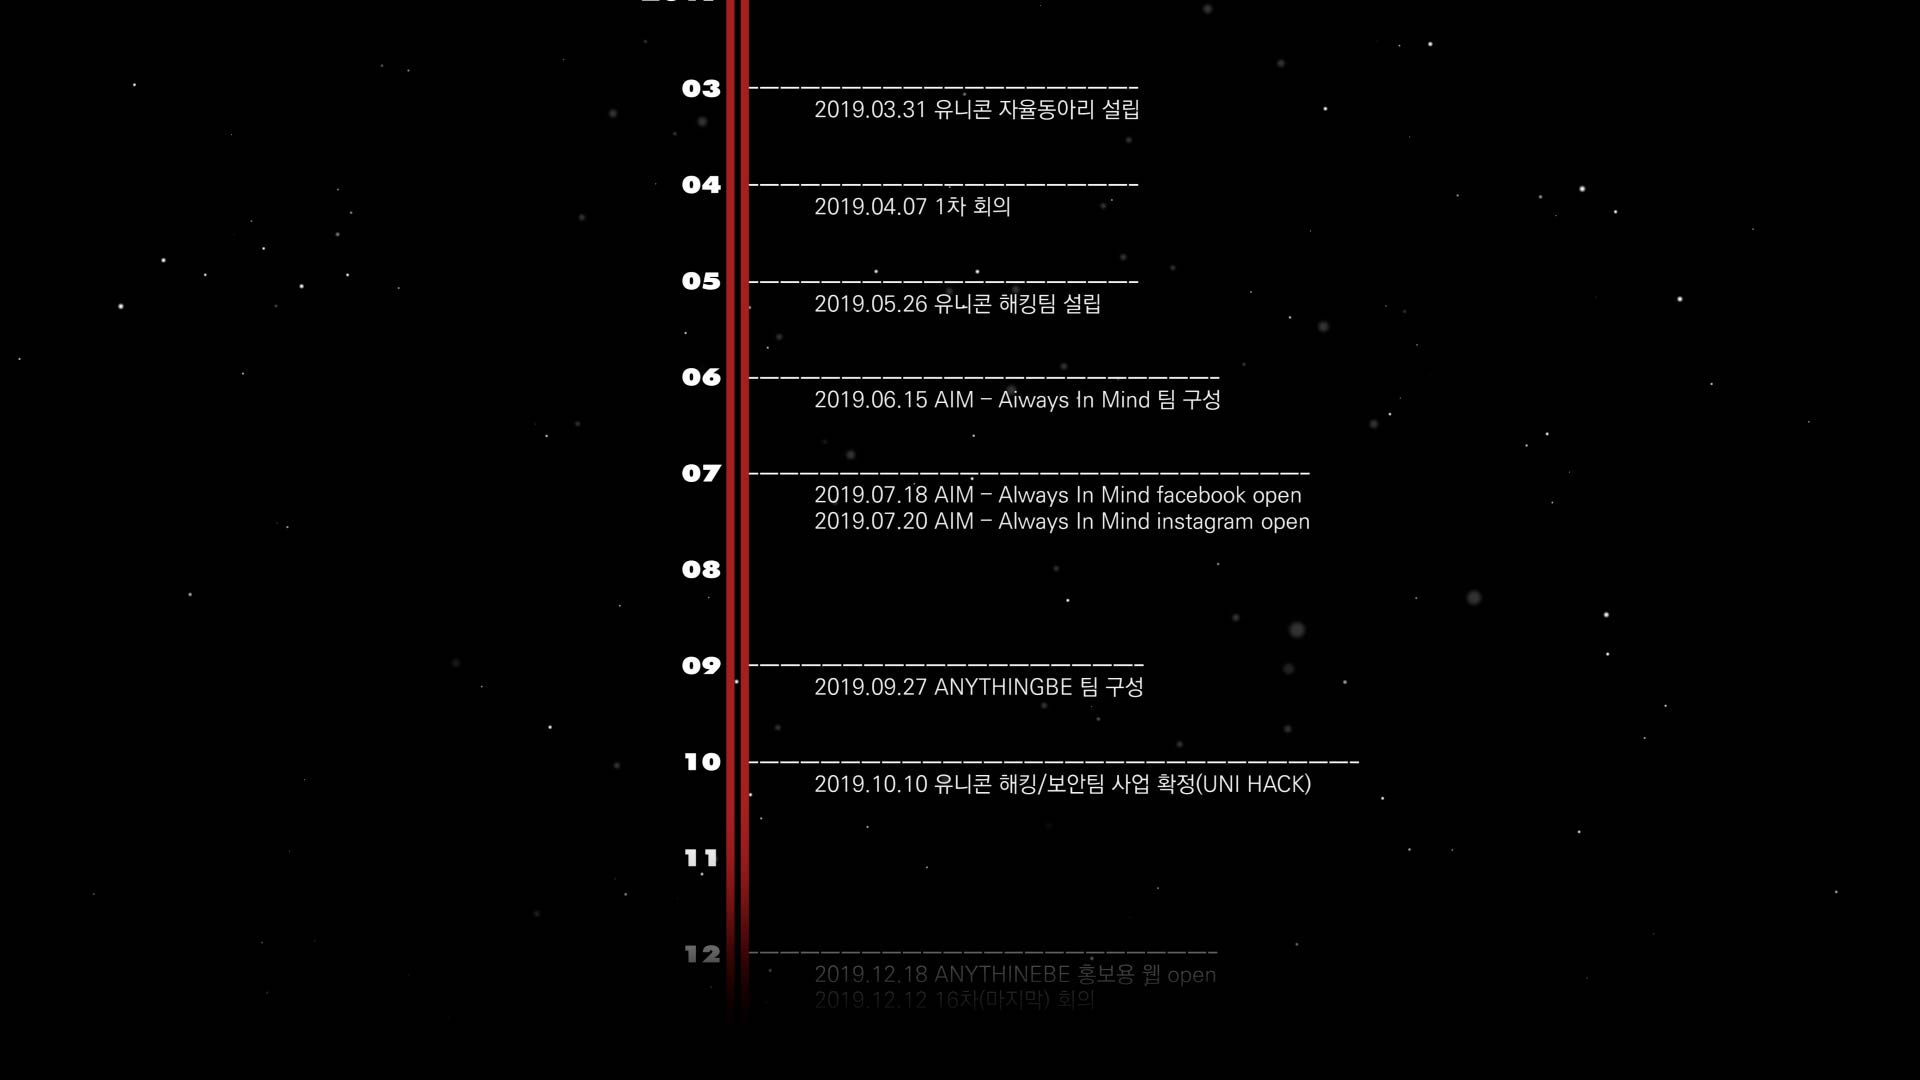 03
2019.03.31 유니콘 자율동아리 설립
04
2019.04.07 1차 회의
05
2019.05.26 유니콘 해킹팀 설립
06
2019.06.15 AIM – Aiways In Mind 팀 구성
07
2019.07.18 AIM – Always In Mind facebook open
2019.07.20 AIM – Always In Mind instagram open
08
09
2019.09.27 ANYTHINGBE 팀 구성
10
2019.10.10 유니콘 해킹/보안팀 사업 확정(UNI HACK)
11
12
2019.12.18 ANYTHINEBE 홍보용 웹 open
2019.12.12 16차(마지막) 회의